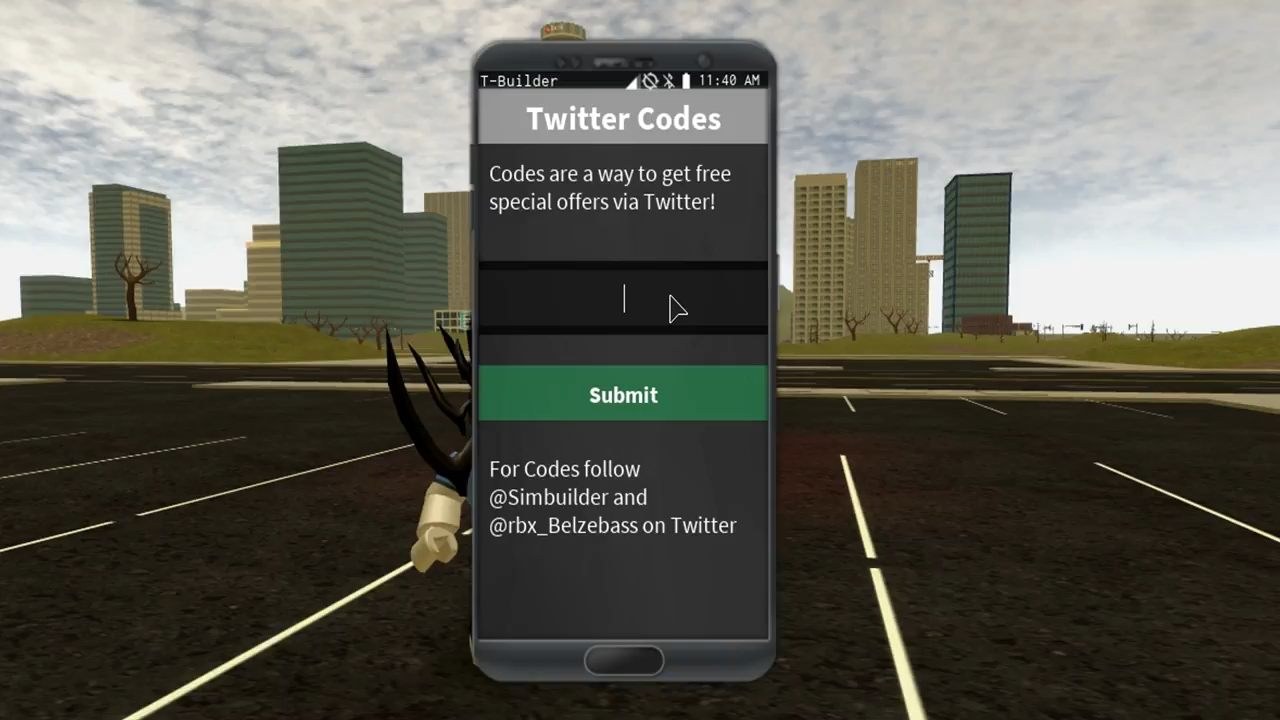 T-Builder 11:40 AM
Twitter Codes
Codes are a way to get free
special offers via Twitter!
Submit
For Codes follow
@Simbuilder and
@rbx_Belzebass on Twitter